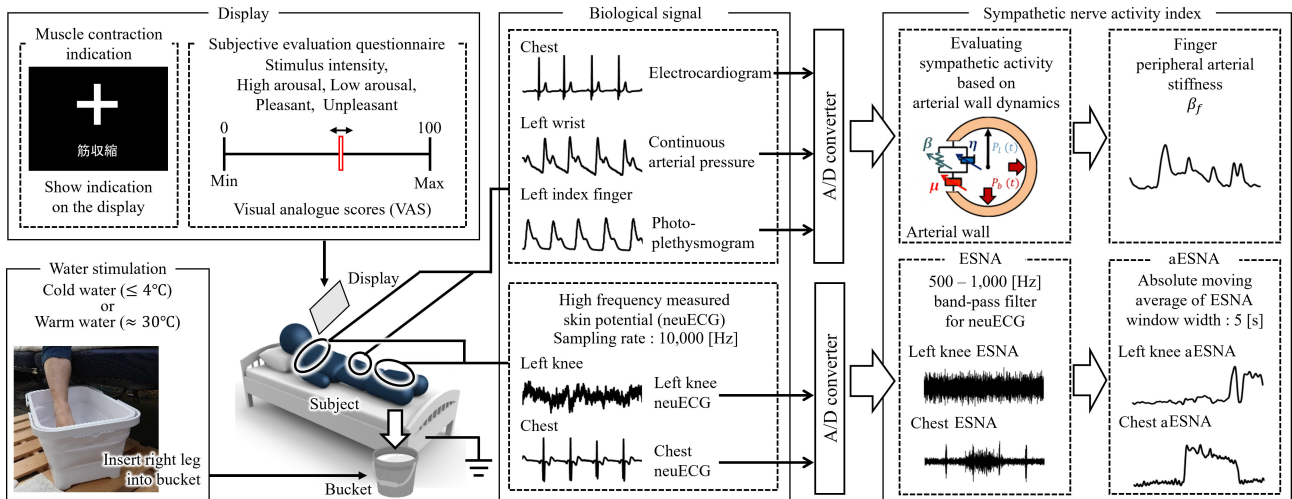 Display
Muscle contraction
indication
筋収縮
Show indication
on the display
Subjective evaluation questionnaire
Stimulus intensity,
High arousal, Low arousal,
Pleasant, Unpleasant
0
100
Min
Max
Visual analogue scores (VAS)
Water stimulation
Cold water (≤ 4℃)
or
Warm water (≈ 30℃)
Insert right leg
into bucket
Display
Subject
Bucket
Biological signal
Chest
Electrocardiogram
Left wrist
Continuous
arterial pressure
Left index finger
Photo-
plethysmogram
High frequency measured
skin potential (neuECG)
Sampling rate : 10,000 [Hz]
Left knee
Left knee
neuECG
Chest
Chest
neuECG
A/D converter
A/D converter
Sympathetic nerve activity index
Evaluating
sympathetic activity
based on
arterial wall dynamics
β
η
μ
P_l (t)
P_b (t)
Arterial wall
Finger
peripheral arterial
stiffness
β_f
ESNA
500 – 1,000 [Hz]
band-pass filter
for neuECG
Left knee ESNA
Chest ESNA
aESNA
Absolute moving
average of ESNA
window width : 5 [s]
Left knee aESNA
Chest aESNA